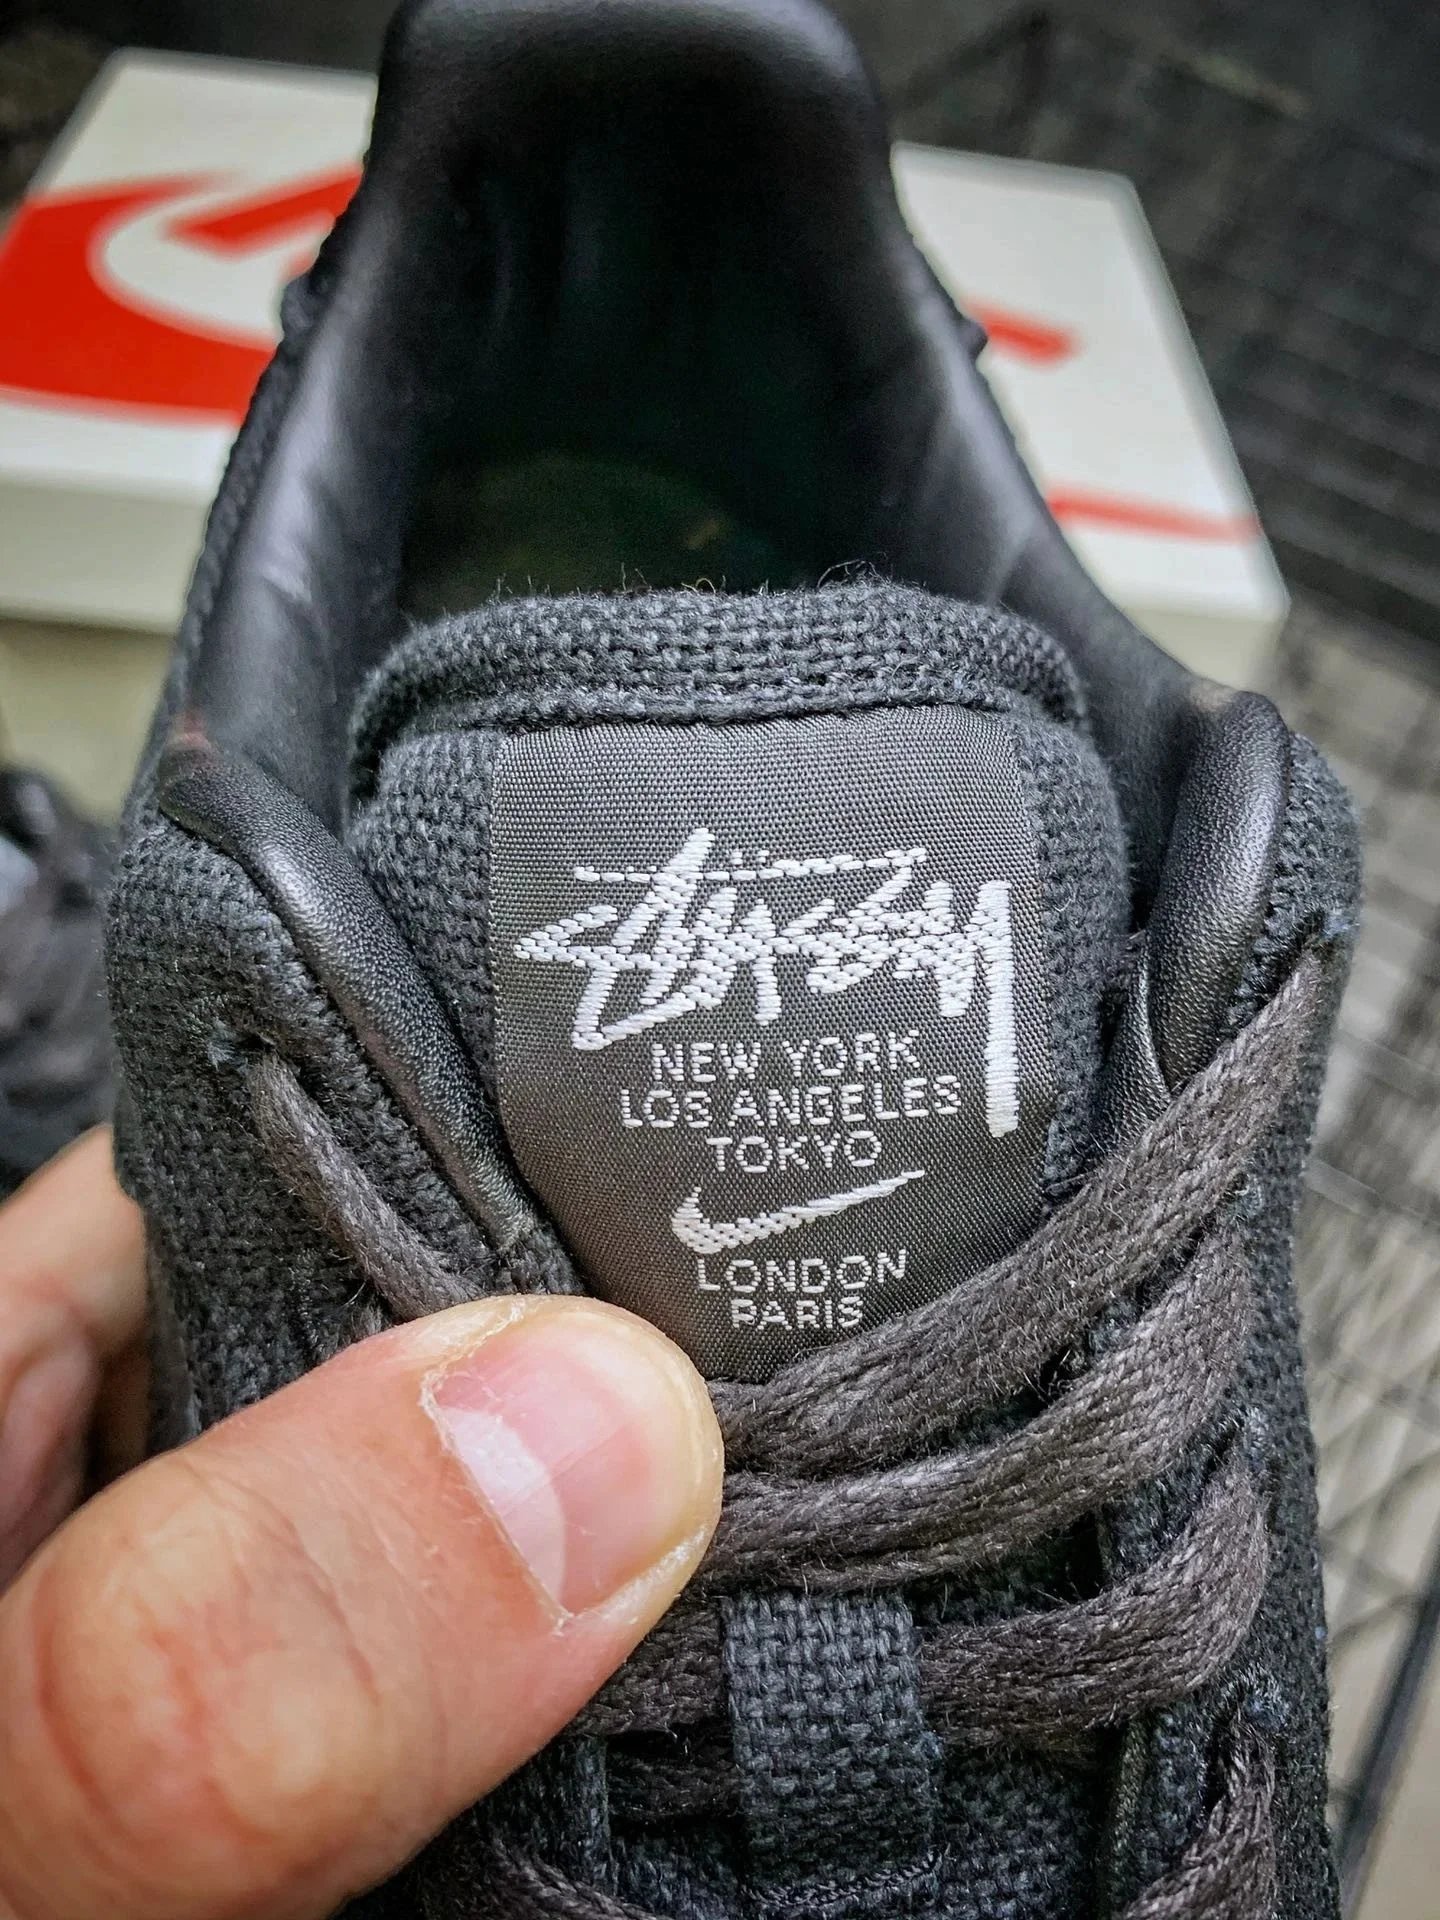 Stüssy
NEW YORK
LOS ANGELES
TOKYO
LONDON
PARIS